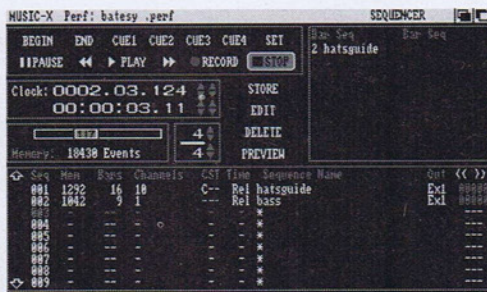 MUSIC-X Perf: batesy .perf SEQUENCER
BEGIN END CUE1 CUE2 CUE3 CUE4 SET
PAUSE PLAY RECORD STOP
Bar Seq Bar Seq
2 hatsguide
Clock: 0002.03.124
00:00:03.11
STORE
EDIT
DELETE
PREVIEW
4
4
Memory: 18430 Events
Seq Mem Bars Channels CST Time Sequence Name Out << >>
001 1292 16 10 C-- Rel hatsguide Ex1
002 1042 9 1 --- Rel bass Ex1
003 -- -- - - - * ---
004 -- -- - - - * ---
005 -- -- - - - * ---
006 -- -- - - - * ---
007 -- -- - - - * ---
008 -- -- - - - * ---
009 -- -- - - - * ---